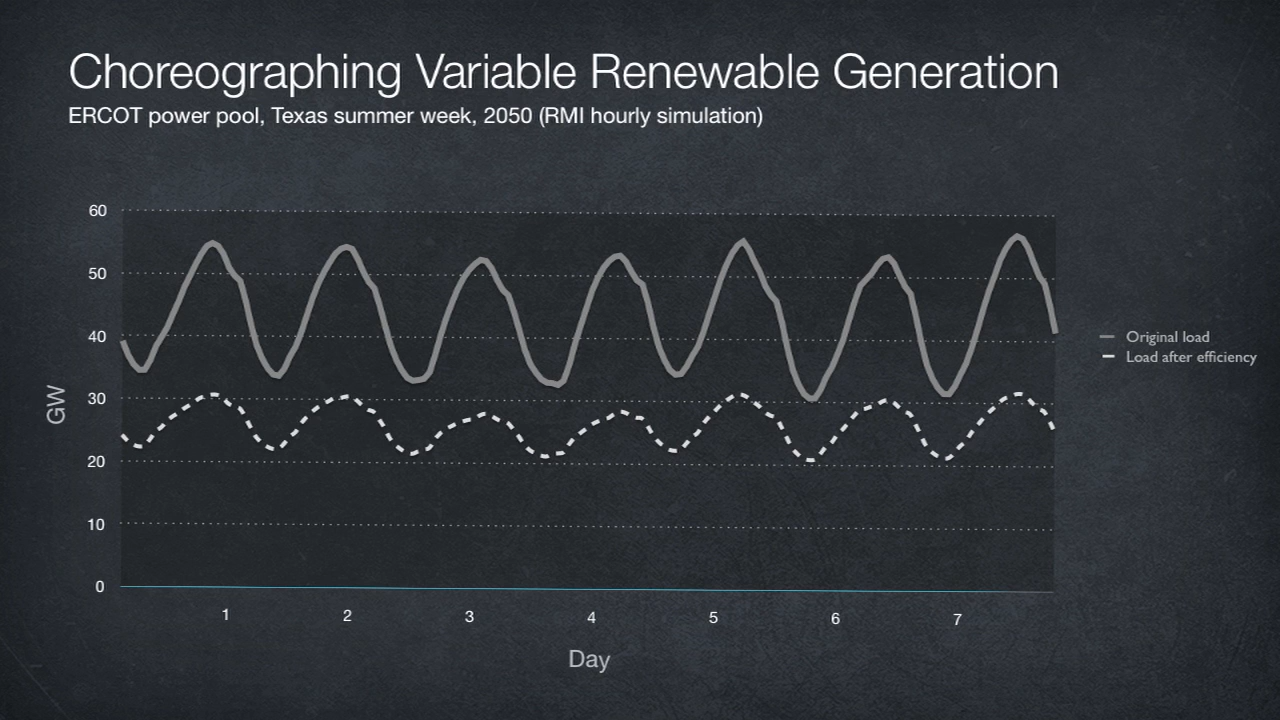 Choreographing Variable Renewable Generation
ERCOT power pool, Texas summer week, 2050 (RMI hourly simulation)
60
50
40
30
20
10
0
GW
1 2 3 4 5 6 7
Day
Original load
Load after efficiency